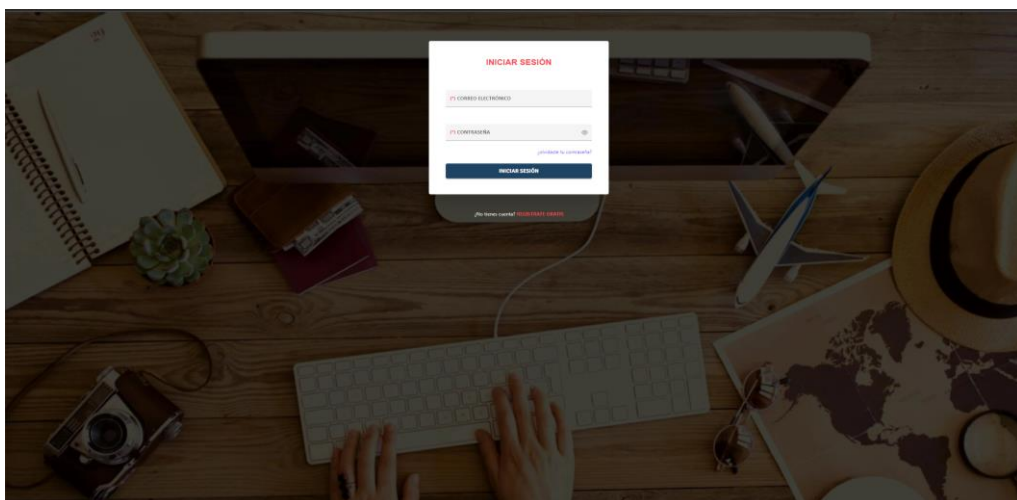 INICIAR SESIÓN
(*) CORREO ELECTRÓNICO
(*) CONTRASEÑA
¿olvidaste tu contraseña?
INICIAR SESIÓN
¿No tienes cuenta? REGÍSTRATE GRATIS